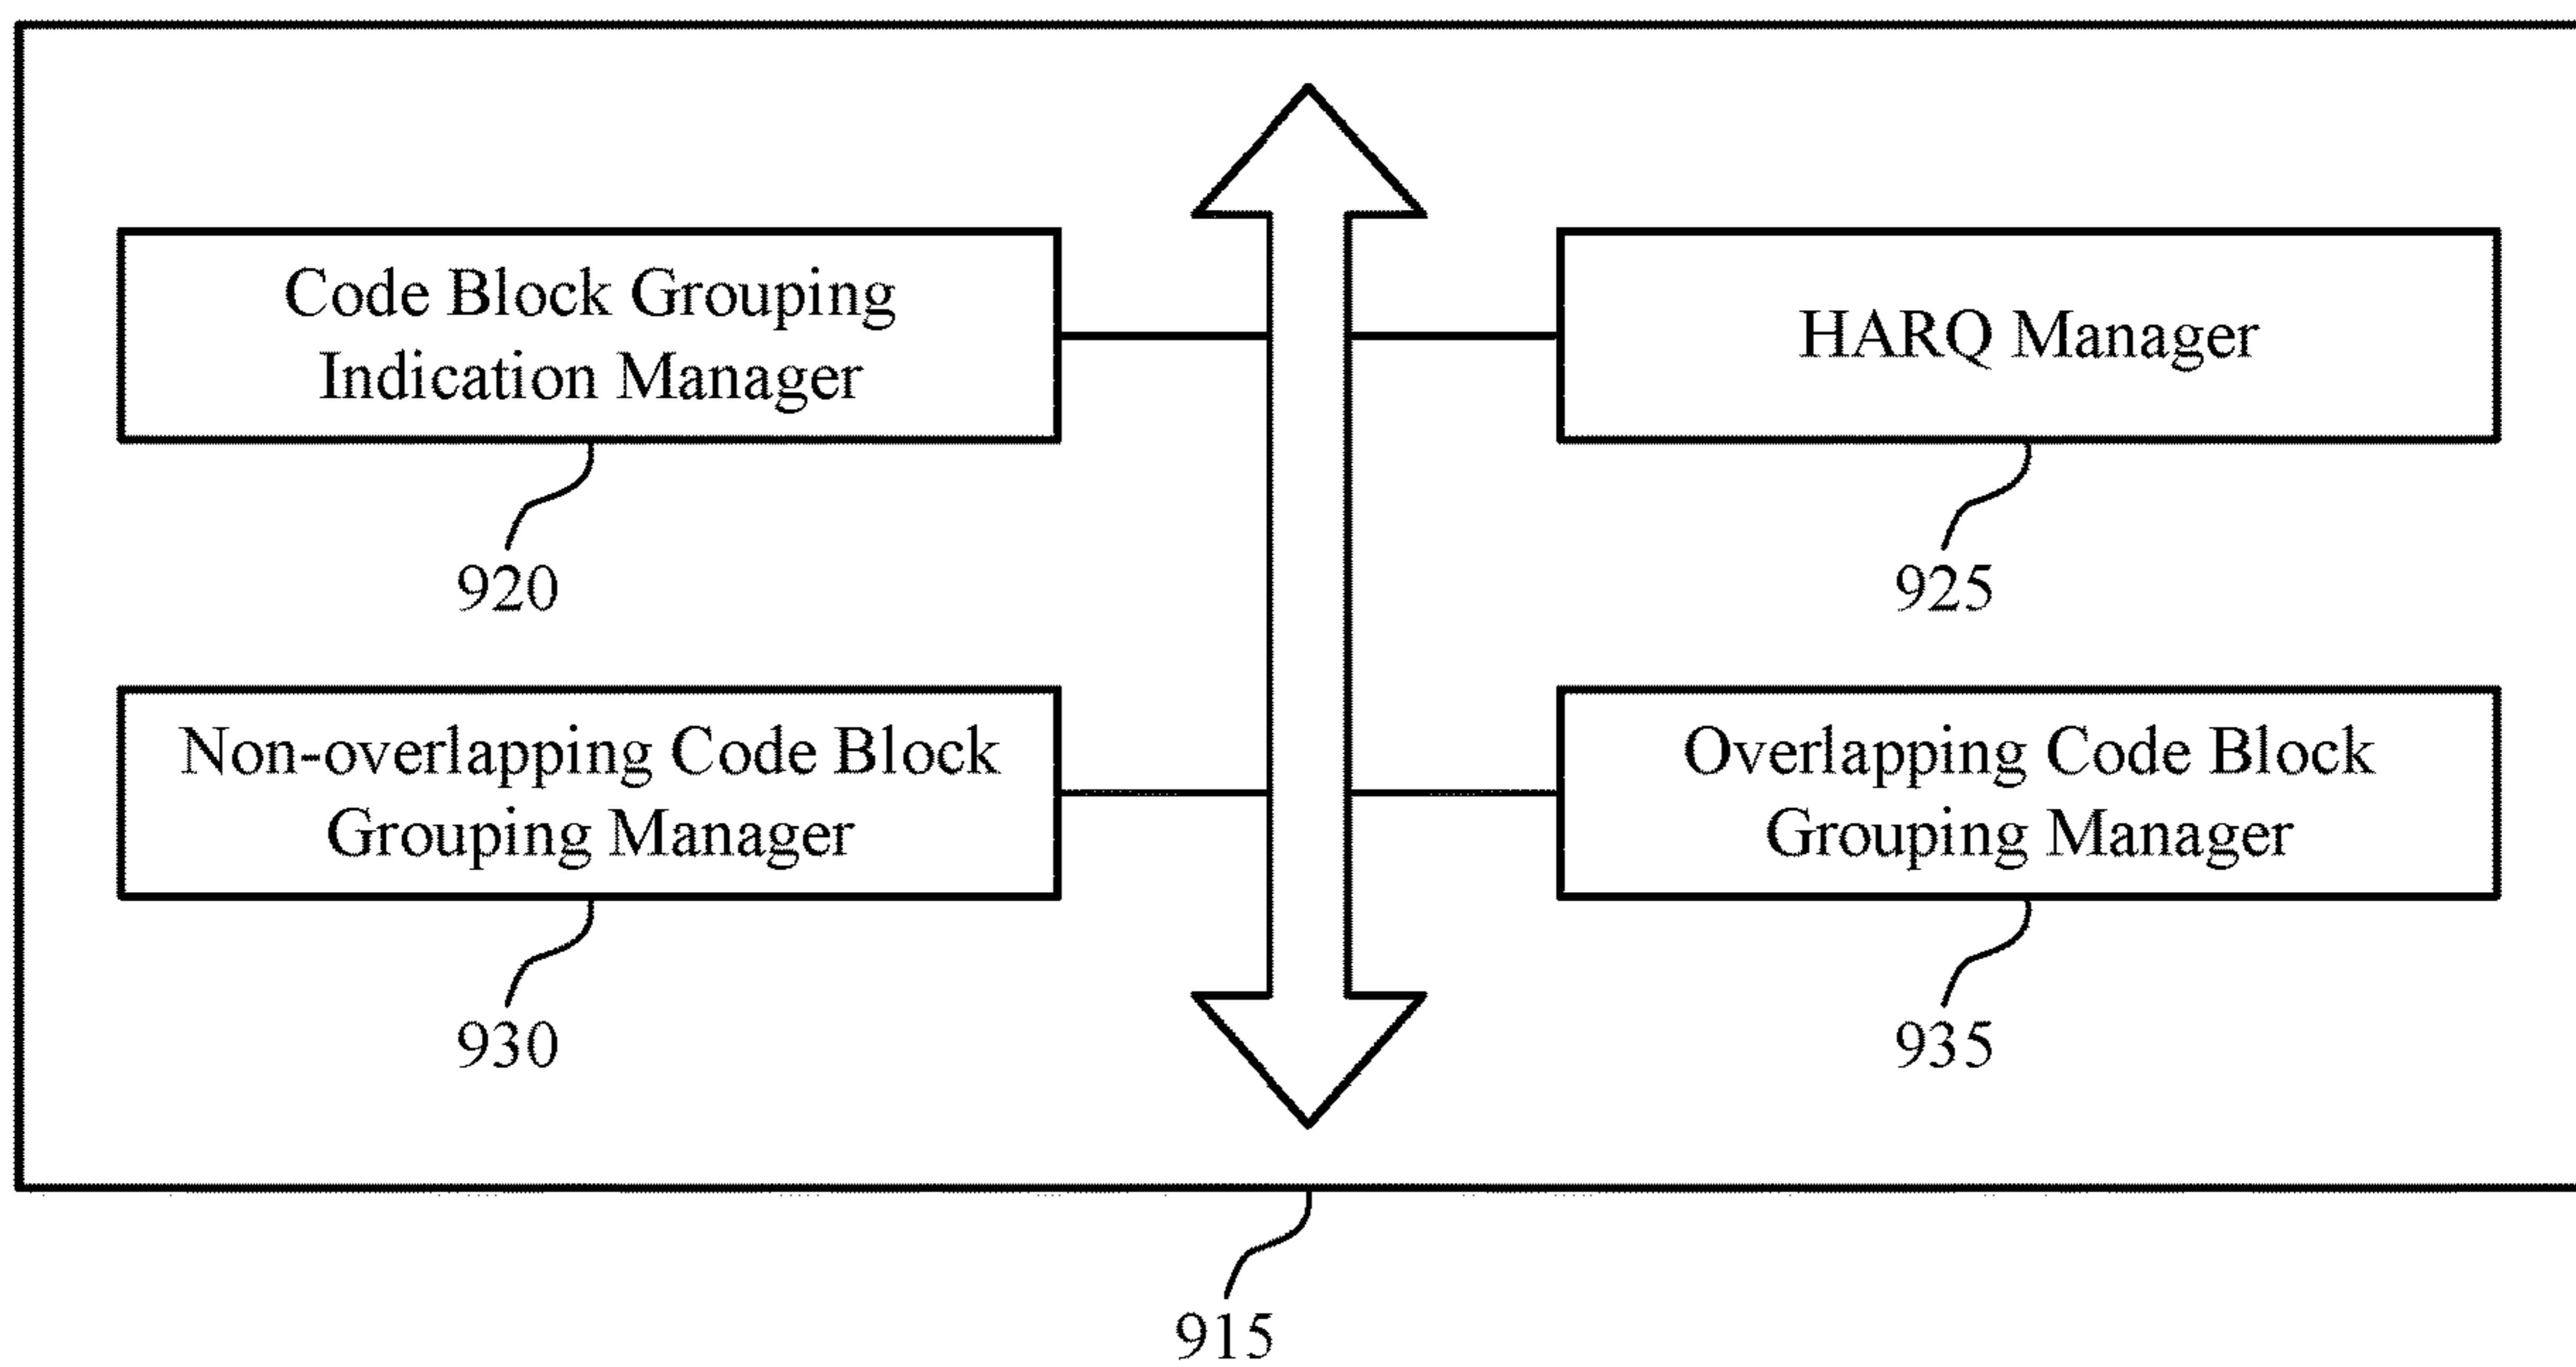 Code Block Grouping
Indication Manager
920
HARQ Manager
925
Non-overlapping Code Block
Grouping Manager
930
Overlapping Code Block
Grouping Manager
935
915